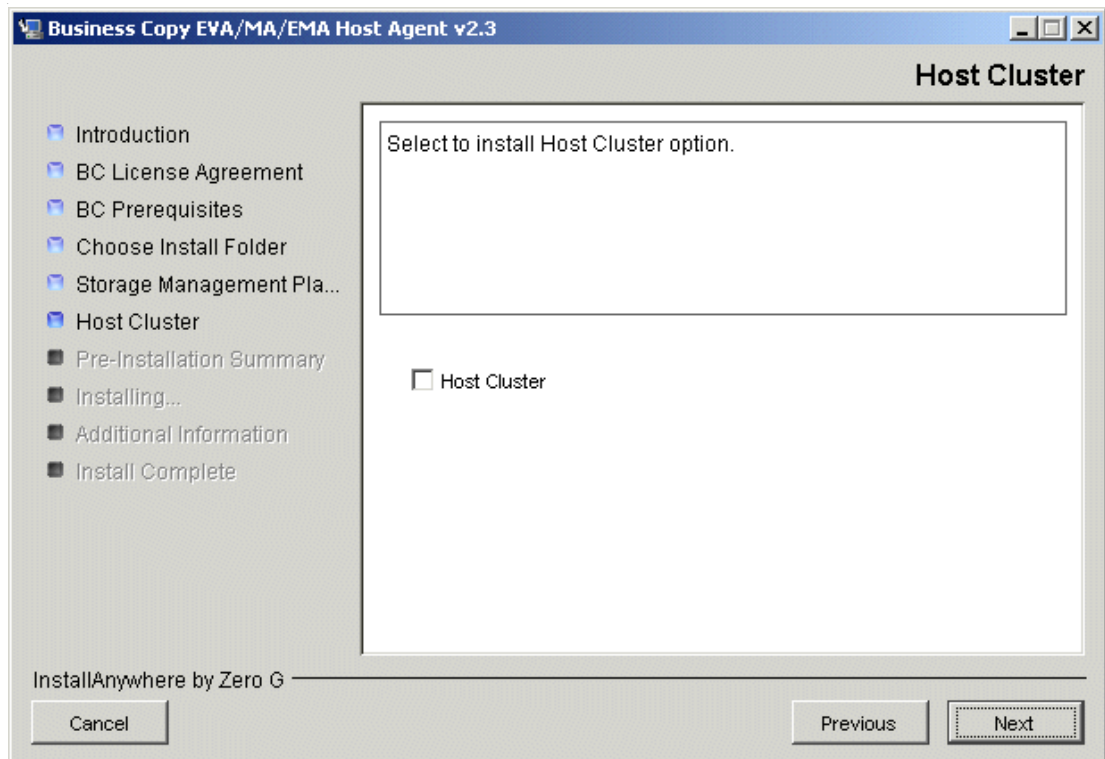 Business Copy EVA/MA/EMA Host Agent v2.3
Host Cluster
Introduction
BC License Agreement
BC Prerequisites
Choose Install Folder
Storage Management Pla...
Host Cluster
Pre-Installation Summary
Installing...
Additional Information
Install Complete
Select to install Host Cluster option.
Host Cluster
InstallAnywhere by Zero G
Cancel
Previous
Next